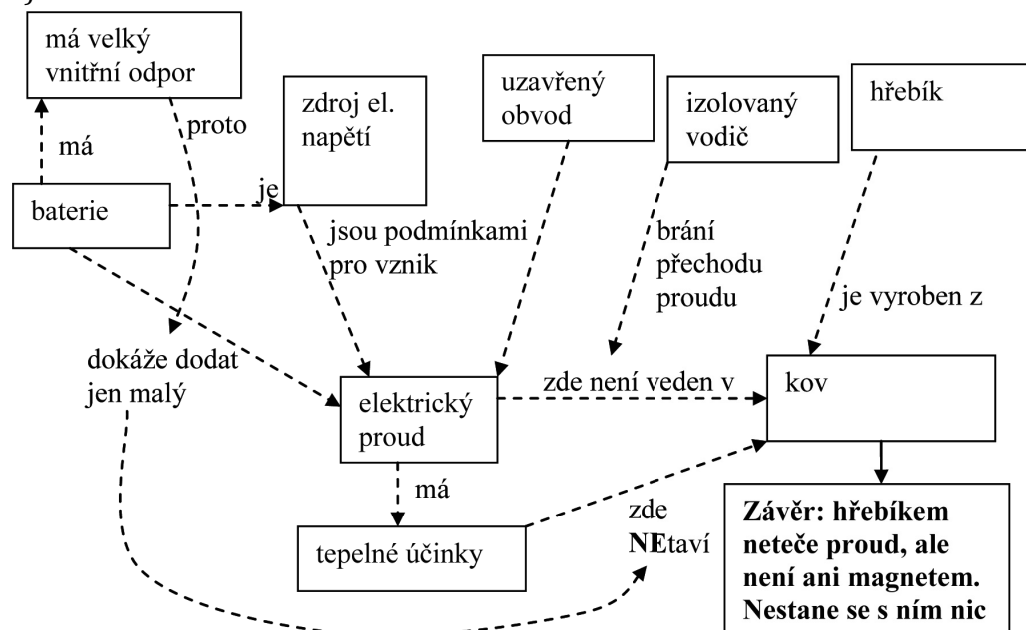 má velký
vnitřní odpor
zdroj el.
napětí
uzavřený
obvod
izolovaný
vodič
hřebík
má
proto
baterie
je
jsou podmínkami
pro vznik
brání
přechodu
proudu
je vyroben z
dokáže dodat
jen malý
elektrický
proud
zde není veden v
kov
má
tepelné účinky
zde
NEtaví
Závěr: hřebíkem
neteče proud, ale
není ani magnetem.
Nestane se s ním nic